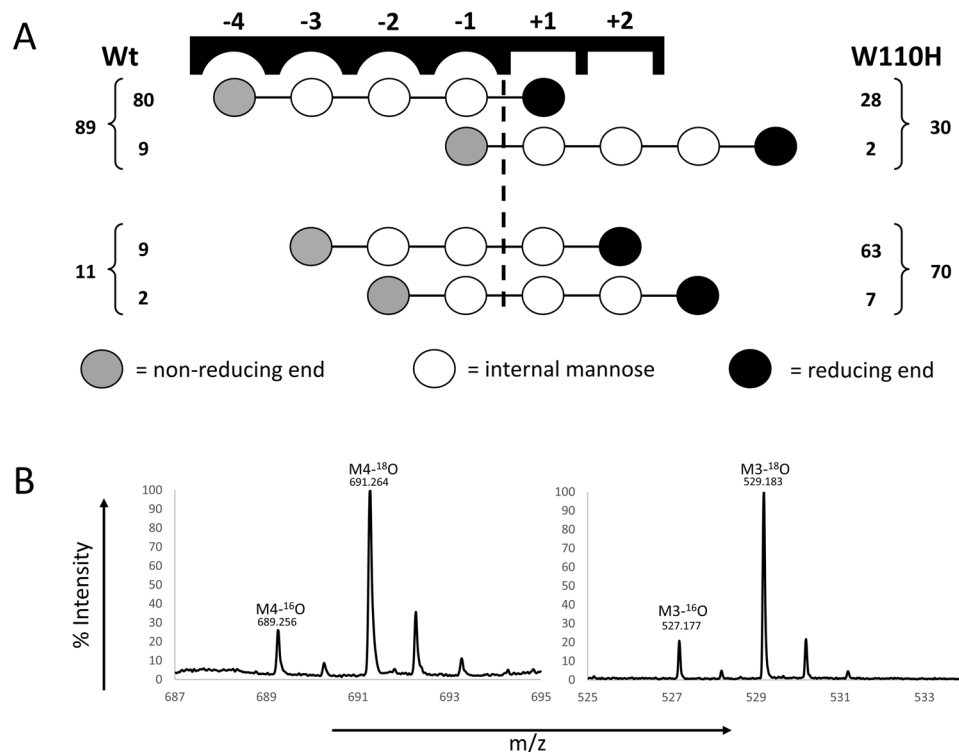 A
-4 -3 -2 -1 +1 +2
Wt W110H
80 28
89 30
9 2
9 63
11 70
2 7
= non-reducing end = internal mannose = reducing end
B
% Intensity
M4-¹⁸O
691.264
M4-¹⁶O
689.256
100
90
80
70
60
50
40
30
20
10
0
687 689 691 693 695
M3-¹⁸O
529.183
M3-¹⁶O
527.177
100
90
80
70
60
50
40
30
20
10
0
525 527 529 531 533
m/z